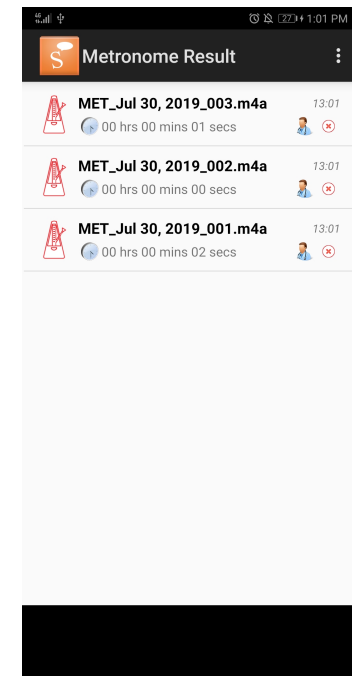 4G 27 1:01 PM
S Metronome Result
MET_Jul 30, 2019_003.m4a 13:01
00 hrs 00 mins 01 secs
MET_Jul 30, 2019_002.m4a 13:01
00 hrs 00 mins 00 secs
MET_Jul 30, 2019_001.m4a 13:01
00 hrs 00 mins 02 secs